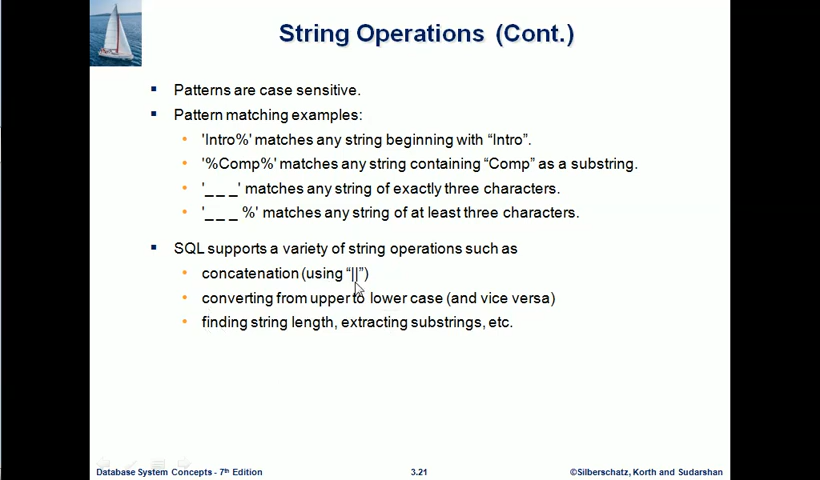 String Operations (Cont.)
Patterns are case sensitive.
Pattern matching examples:
'Intro%' matches any string beginning with “Intro”.
'%Comp%' matches any string containing “Comp” as a substring.
'_ _ _' matches any string of exactly three characters.
'_ _ _ %' matches any string of at least three characters.
SQL supports a variety of string operations such as
concatenation (using “||”)
converting from upper to lower case (and vice versa)
finding string length, extracting substrings, etc.
Database System Concepts - 7th Edition
3.21
©Silberschatz, Korth and Sudarshan